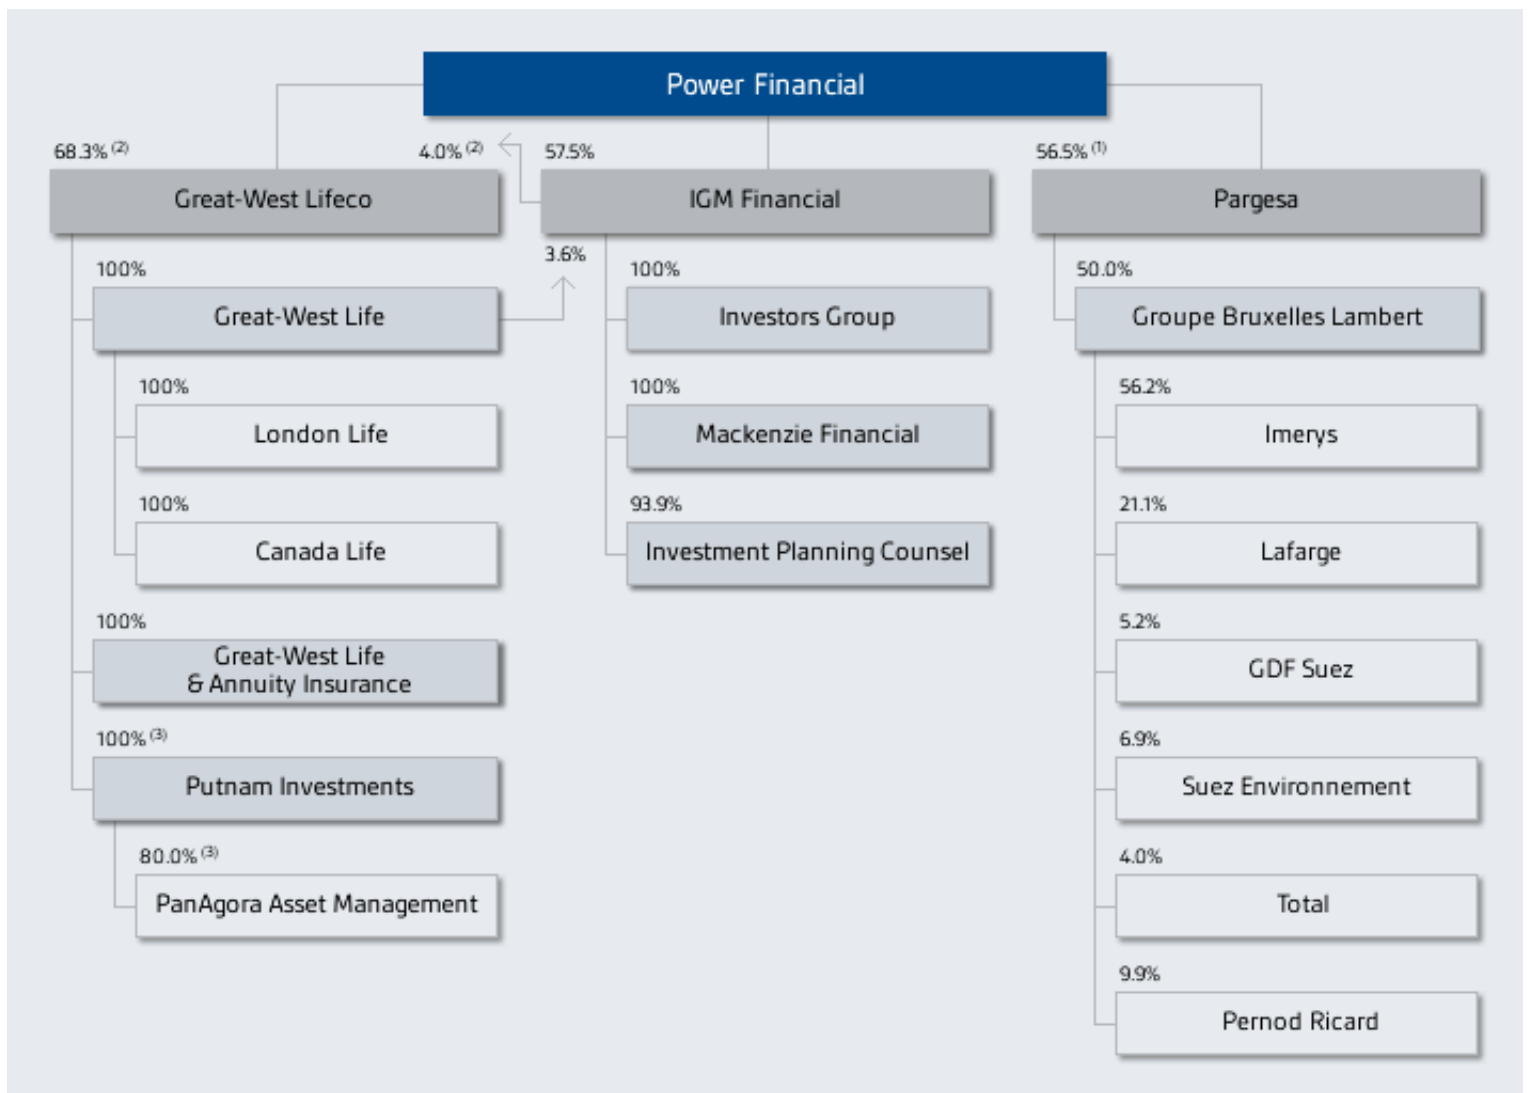 Power Financial
68.3% (2)
4.0% (2)
Great-West Lifeco
100%
Great-West Life
3.6%
100%
London Life
100%
Canada Life
100%
Great-West Life
& Annuity Insurance
100% (3)
Putnam Investments
80.0% (3)
PanAgora Asset Management
57.5%
IGM Financial
100%
Investors Group
100%
Mackenzie Financial
93.9%
Investment Planning Counsel
56.5% (1)
Pargesa
50.0%
Groupe Bruxelles Lambert
56.2%
Imerys
21.1%
Lafarge
5.2%
GDF Suez
6.9%
Suez Environnement
4.0%
Total
9.9%
Pernod Ricard